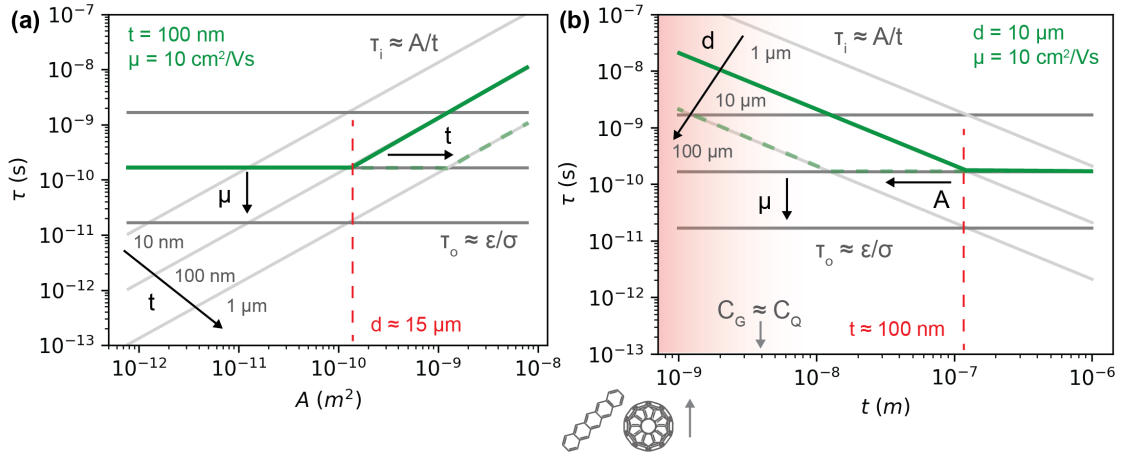 (a)
t = 100 nm
μ = 10 cm²/Vs
τᵢ ≈ A/t
t
μ
10 nm
100 nm
1 μm
t
τₒ ≈ ε/σ
d ≈ 15 μm
10⁻⁷
10⁻⁸
10⁻⁹
10⁻¹⁰
10⁻¹¹
10⁻¹²
10⁻¹³
τ (s)
10⁻¹²
10⁻¹¹
10⁻¹⁰
10⁻⁹
10⁻⁸
A (m²)
(b)
d
1 μm
10 μm
100 μm
τᵢ ≈ A/t
d = 10 μm
μ = 10 cm²/Vs
μ
A
τₒ ≈ ε/σ
C_G ≈ C_Q
t ≈ 100 nm
10⁻⁷
10⁻⁸
10⁻⁹
10⁻¹⁰
10⁻¹¹
10⁻¹²
10⁻¹³
τ (s)
10⁻⁹
10⁻⁸
10⁻⁷
10⁻⁶
t (m)